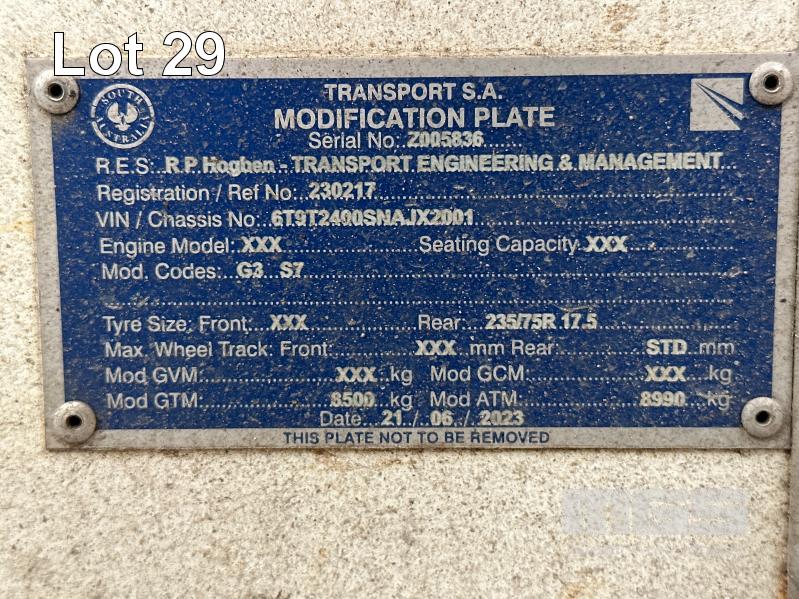 Lot 29
SOUTH AUSTRALIA
TRANSPORT S.A.
MODIFICATION PLATE
Serial No: Z005836
R.E.S: R.P. Hogben - TRANSPORT ENGINEERING & MANAGEMENT
Registration / Ref No: 230217
VIN / Chassis No: 6T9T2400SNAJX2001
Engine Model: XXX Seating Capacity: XXX
Mod. Codes: G3 S7
Tyre Size, Front: XXX Rear: 235/75R 17.5
Max. Wheel Track: Front: XXX mm Rear: STD mm
Mod GVM: XXX kg Mod GCM: XXX kg
Mod GTM: 8500 kg Mod ATM: 8990 kg
Date 21 / 06 / 2023
THIS PLATE NOT TO BE REMOVED